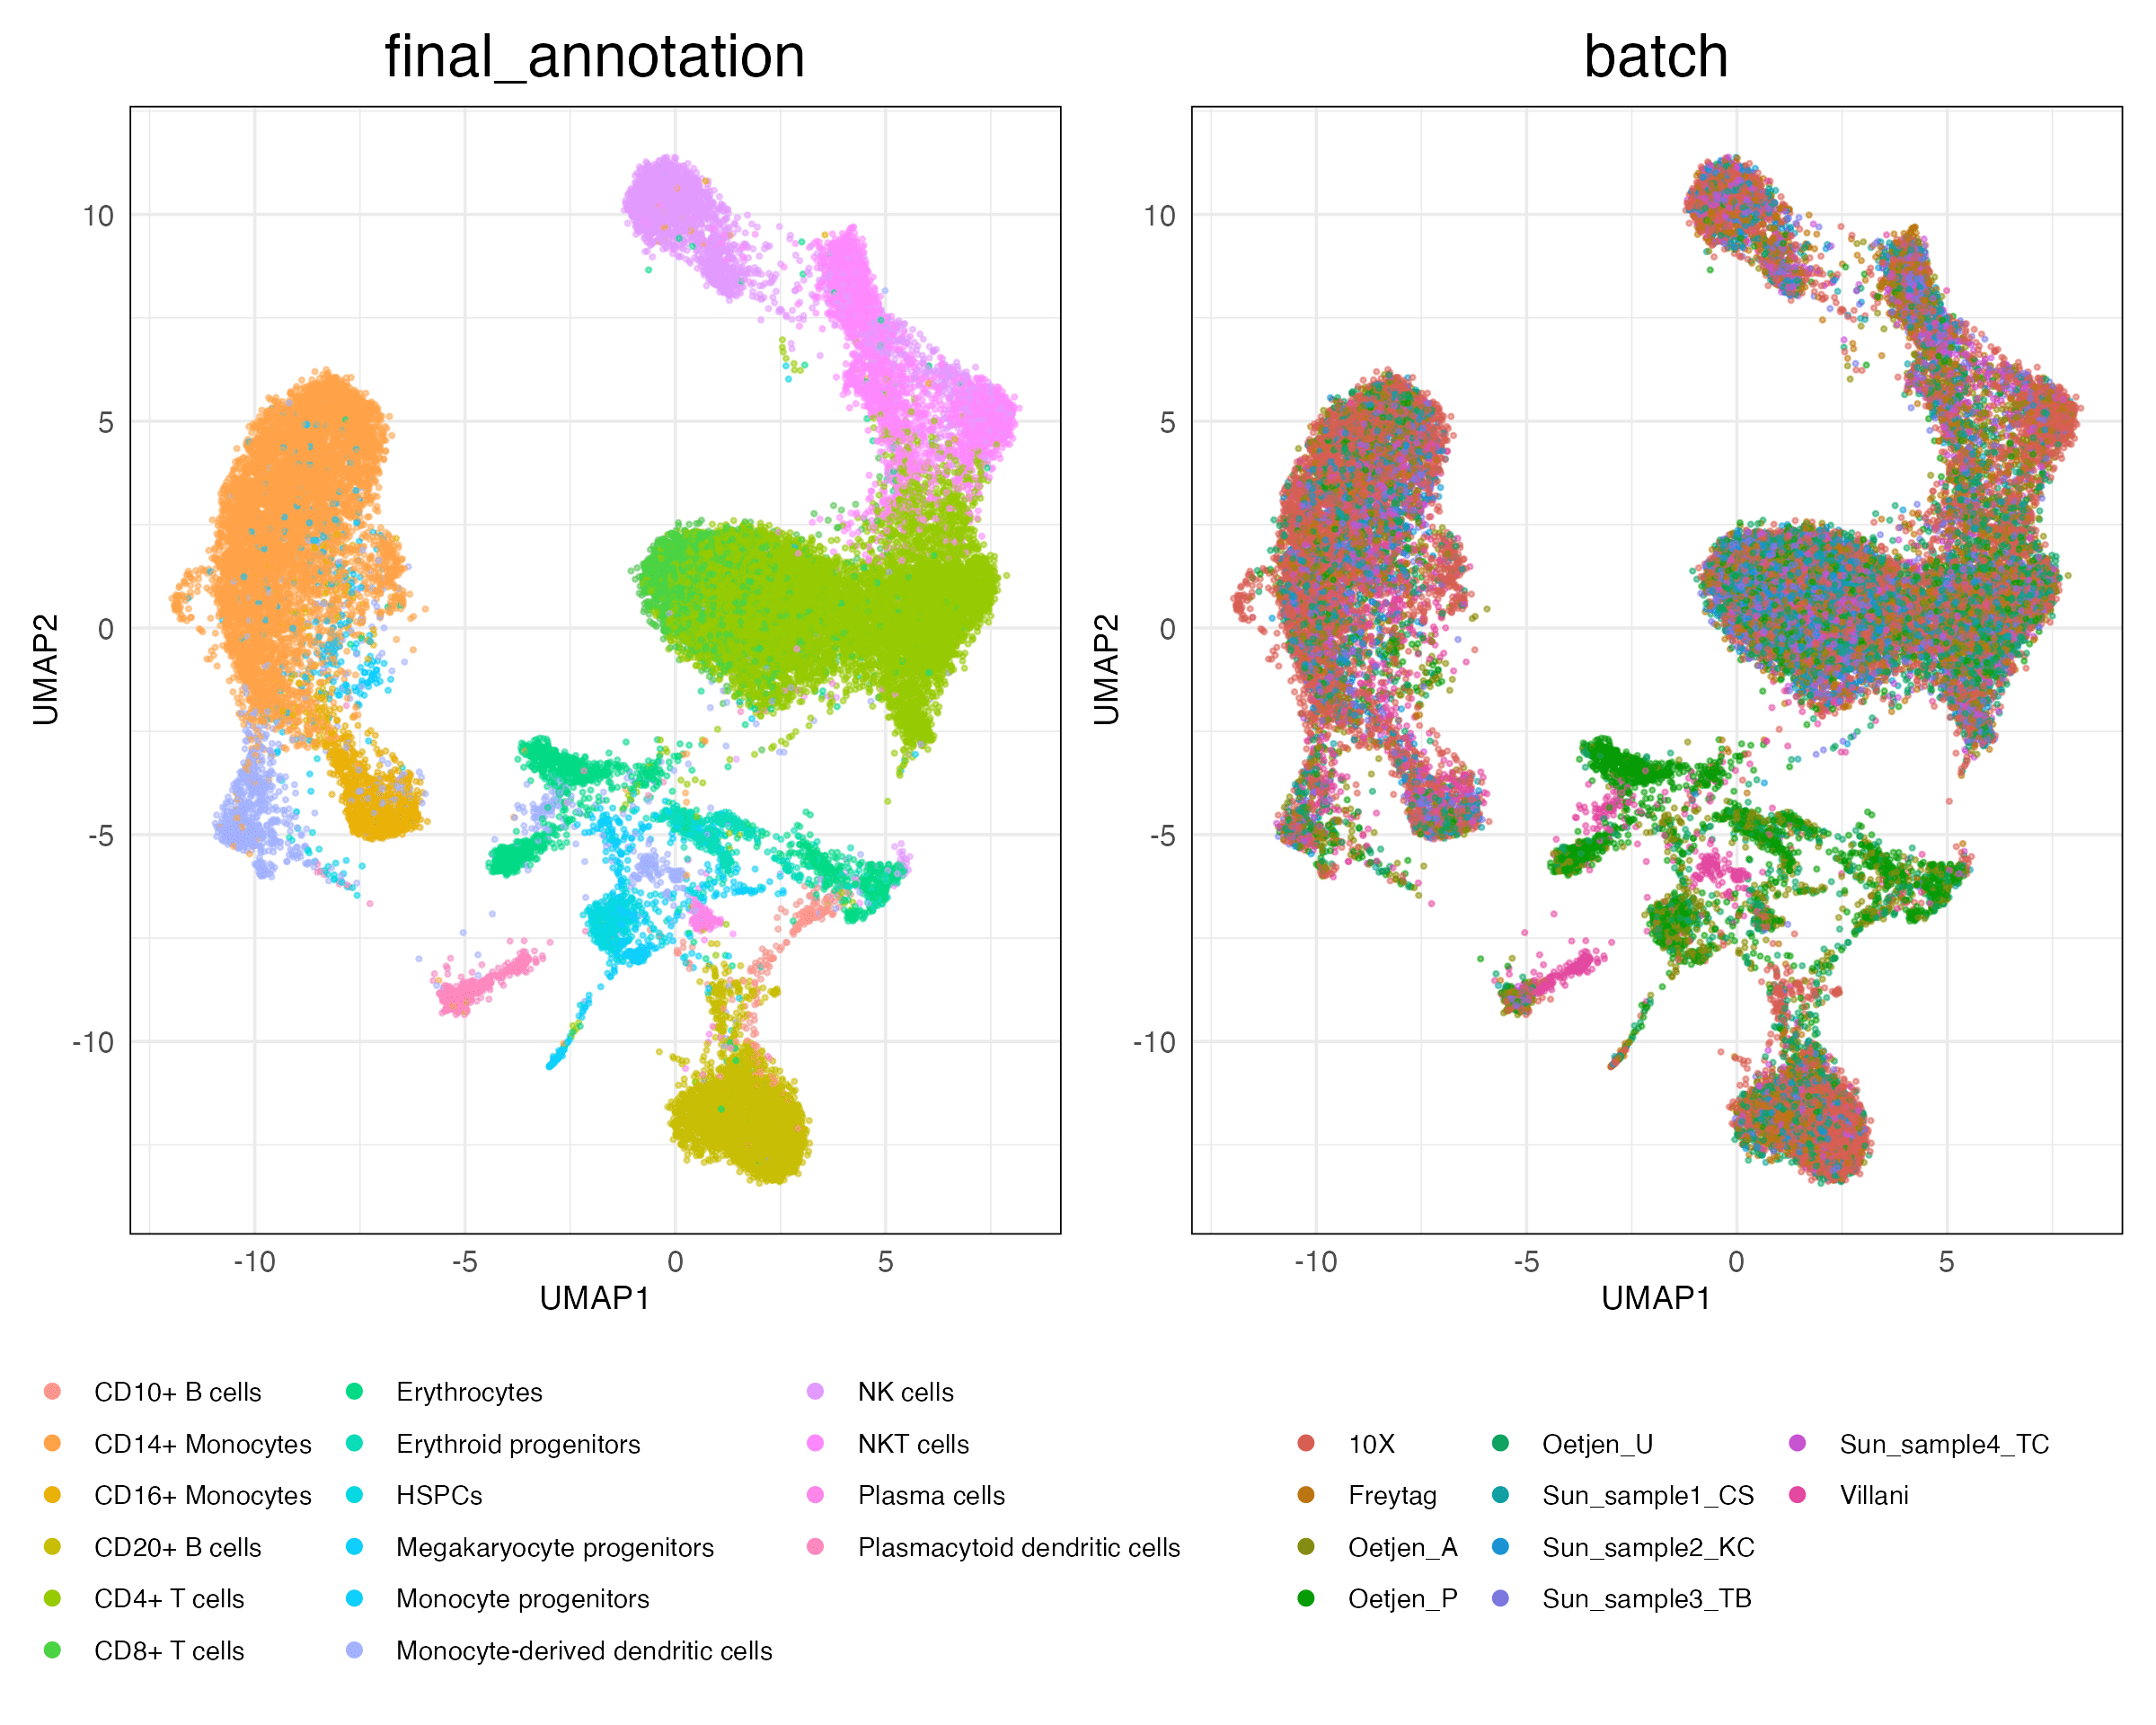 final_annotation
batch
10
5
0
-5
-10
UMAP2
-10
-5
0
5
UMAP1
10
5
0
-5
-10
UMAP2
-10
-5
0
5
UMAP1
CD10+ B cells
CD14+ Monocytes
CD16+ Monocytes
CD20+ B cells
CD4+ T cells
CD8+ T cells
Erythrocytes
Erythroid progenitors
HSPCs
Megakaryocyte progenitors
Monocyte progenitors
Monocyte-derived dendritic cells
NK cells
NKT cells
Plasma cells
Plasmacytoid dendritic cells
10X
Freytag
Oetjen_A
Oetjen_P
Oetjen_U
Sun_sample1_CS
Sun_sample2_KC
Sun_sample3_TB
Sun_sample4_TC
Villani